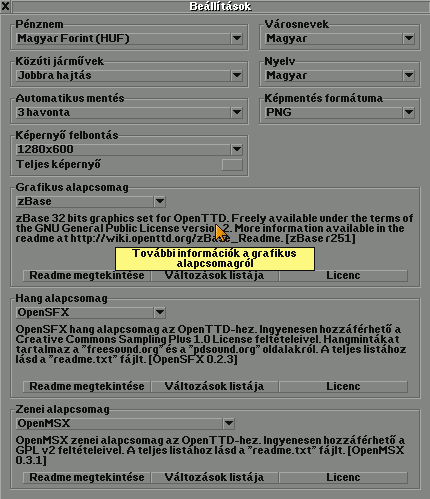 Beállítások
Pénznem
Magyar Forint (HUF)
Városnevek
Magyar
Közúti járművek
Jobbra hajtás
Nyelv
Magyar
Automatikus mentés
3 havonta
Képmentés formátuma
PNG
Képernyő felbontás
1280x600
Teljes képernyő
Grafikus alapcsomag
zBase
zBase 32 bits graphics set for OpenTTD. Freely available under the terms of
the GNU General Public License version 2. More information available in the
readme at http://wiki.openttd.org/zBase_Readme. [zBase r251]
További információk a grafikus
alapcsomagról
Readme megtekintése
Változások listája
Licenc
Hang alapcsomag
OpenSFX
OpenSFX hang alapcsomag az OpenTTD-hez. Ingyenesen hozzáférhető a
Creative Commons Sampling Plus 1.0 License feltételeivel. Hangmintákat
tartalmaz a "freesound.org" és a "pdsound.org" oldalakról. A teljes listához
lásd a "readme.txt" fájlt. [OpenSFX 0.2.3]
Readme megtekintése
Változások listája
Licenc
Zenei alapcsomag
OpenMSX
OpenMSX zenei alapcsomag az OpenTTD-hez. Ingyenesen hozzáférhető a
GPL v2 feltételeivel. A teljes listához lásd a "readme.txt" fájlt. [OpenMSX
0.3.1]
Readme megtekintése
Változások listája
Licenc